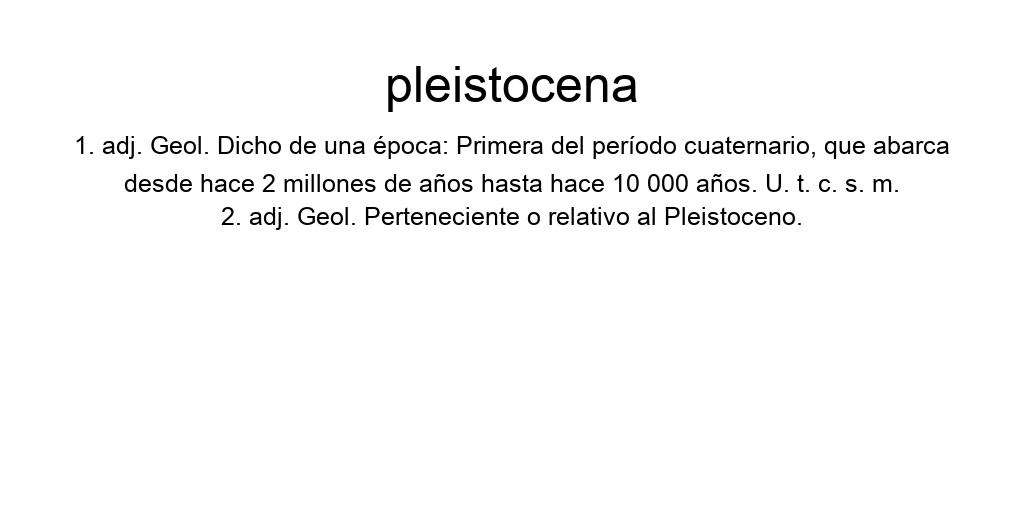 pleistocena
1. adj. Geol. Dicho de una época: Primera del período cuaternario, que abarca
desde hace 2 millones de años hasta hace 10 000 años. U. t. c. s. m.
2. adj. Geol. Perteneciente o relativo al Pleistoceno.